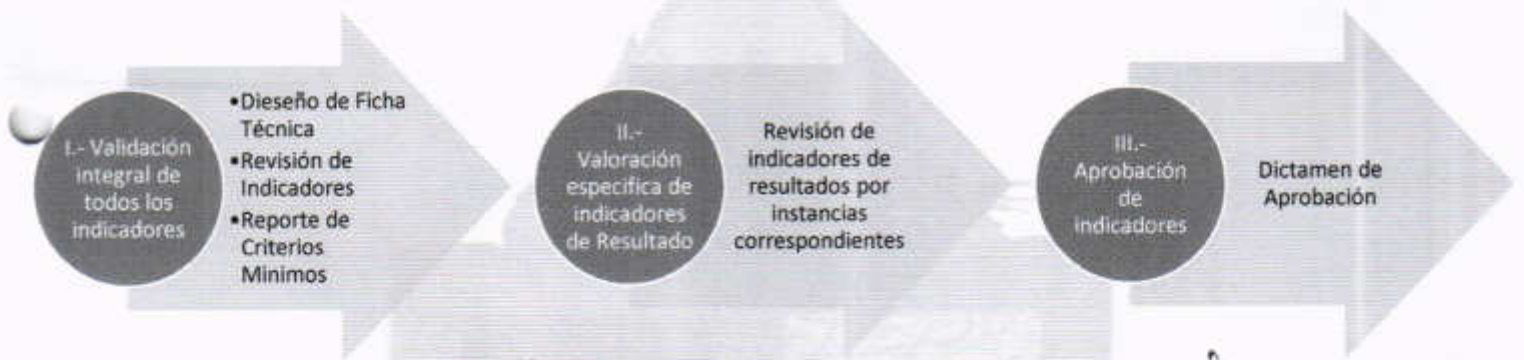 I.- Validación
integral de
todos los
indicadores
•Dieseño de Ficha
Técnica
•Revisión de
Indicadores
•Reporte de
Criterios
Minimos
II.-
Valoración
especifica de
indicadores
de Resultado
Revisión de
indicadores de
resultados por
instancias
correspondientes
III.-
Aprobación
de
indicadores
Dictamen de
Aprobación